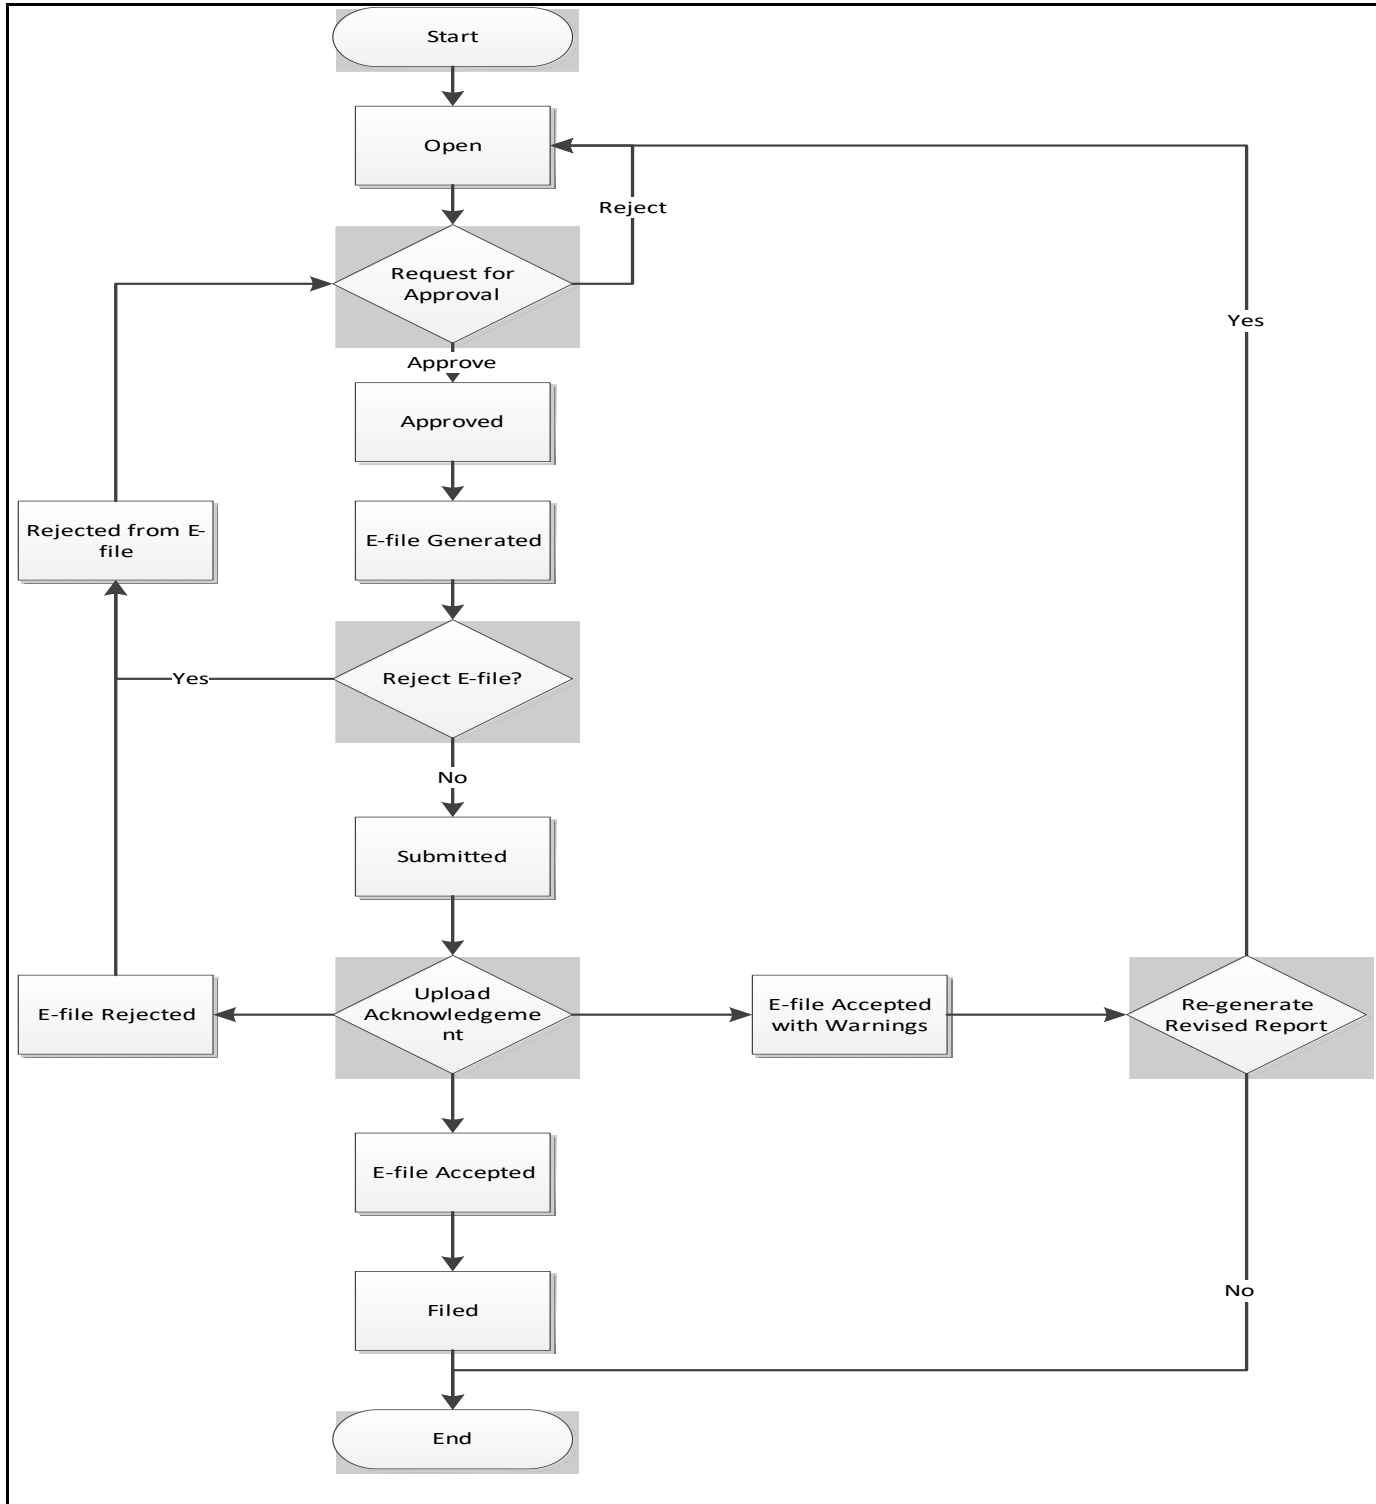 Start
Open
Reject
Request for
Approval
Yes
Approve
Approved
Rejected from E-
file
E-file Generated
Yes
Reject E-file?
No
Submitted
E-file Rejected
Upload
Acknowledgeme
nt
E-file Accepted
with Warnings
Re-generate
Revised Report
E-file Accepted
No
Filed
End